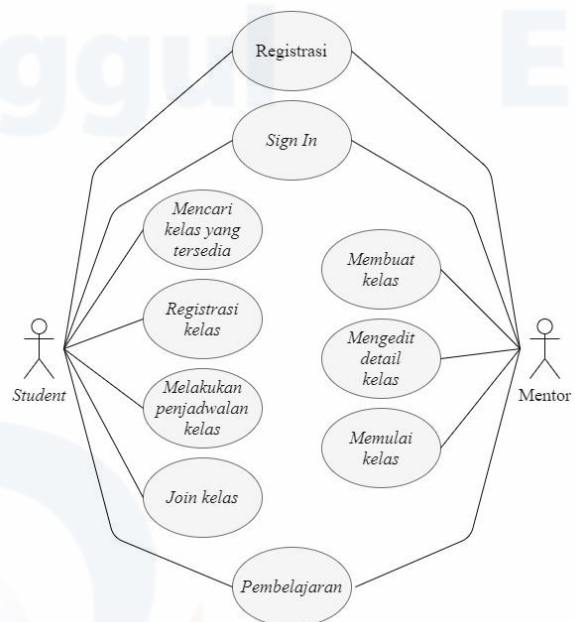 ggul E
Registrasi
Sign In
Mencari
kelas yang
tersedia
Membuat
kelas
Registrasi
kelas
Mengedit
detail
kelas
Student
Mentor
Melakukan
penjadwalan
kelas
Memulai
kelas
Join kelas
Pembelajaran